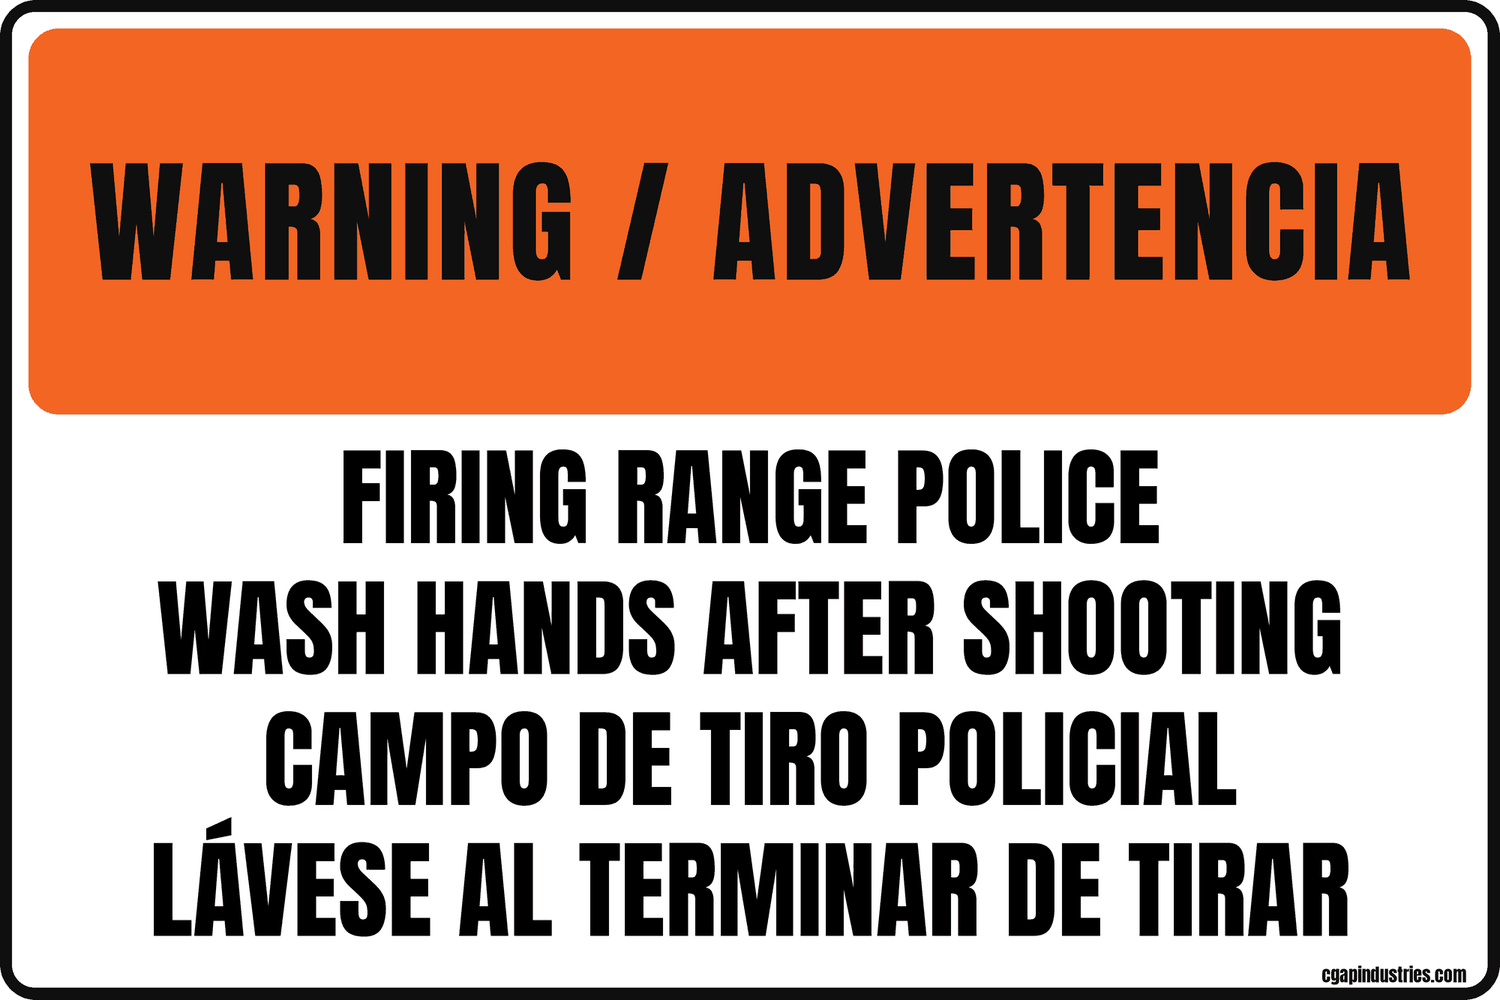 WARNING / ADVERTENCIA
FIRING RANGE POLICE
WASH HANDS AFTER SHOOTING
CAMPO DE TIRO POLICIAL
LÁVESE AL TERMINAR DE TIRAR
cgapindustries.com